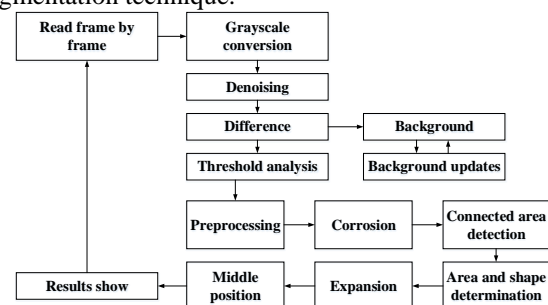 gmentation technique.
Read frame by
frame
Grayscale
conversion
Denoising
Difference
Background
Threshold analysis
Background updates
Preprocessing
Corrosion
Connected area
detection
Area and shape
determination
Expansion
Middle
position
Results show